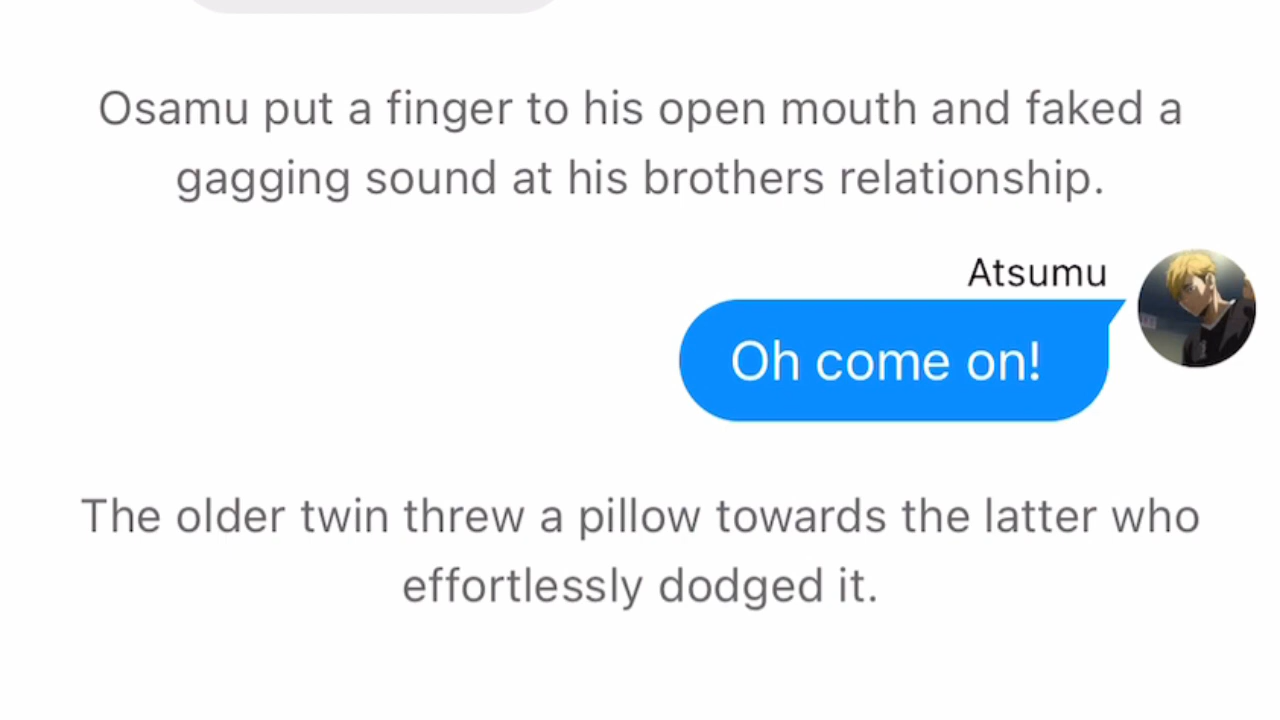 Osamu put a finger to his open mouth and faked a
gagging sound at his brothers relationship.
Atsumu
Oh come on!
The older twin threw a pillow towards the latter who
effortlessly dodged it.